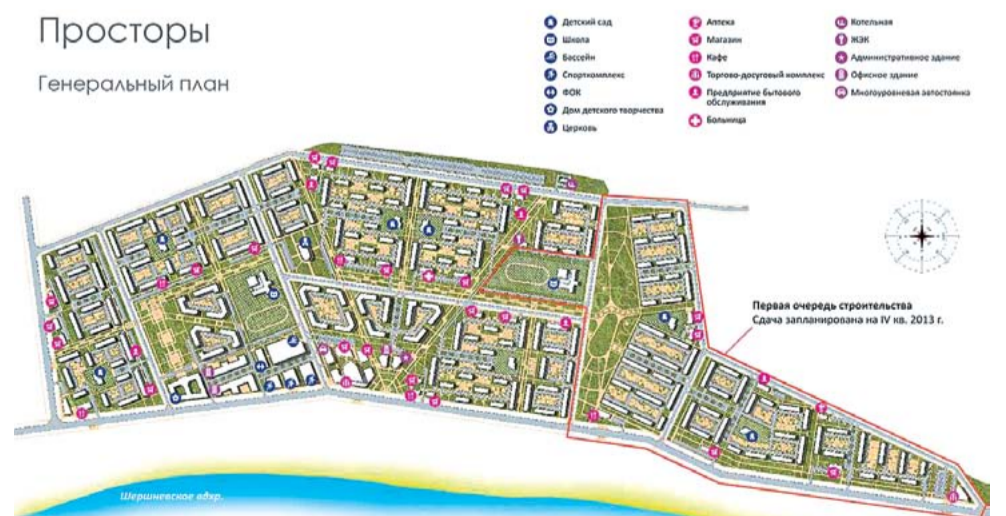 Просторы
Генеральный план
Детский сад
Школа
Бассейн
Спорткомплекс
ФОК
Дом детского творчества
Церковь
Аптека
Магазин
Кафе
Торгово-досуговый комплекс
Предприятие бытового
обслуживания
Больница
Котельная
ЖЭК
Административное здание
Офисное здание
Многоуровневая автостоянка
Первая очередь строительства
Сдача запланирована на IV кв. 2013 г.
Шершневское вдхр.